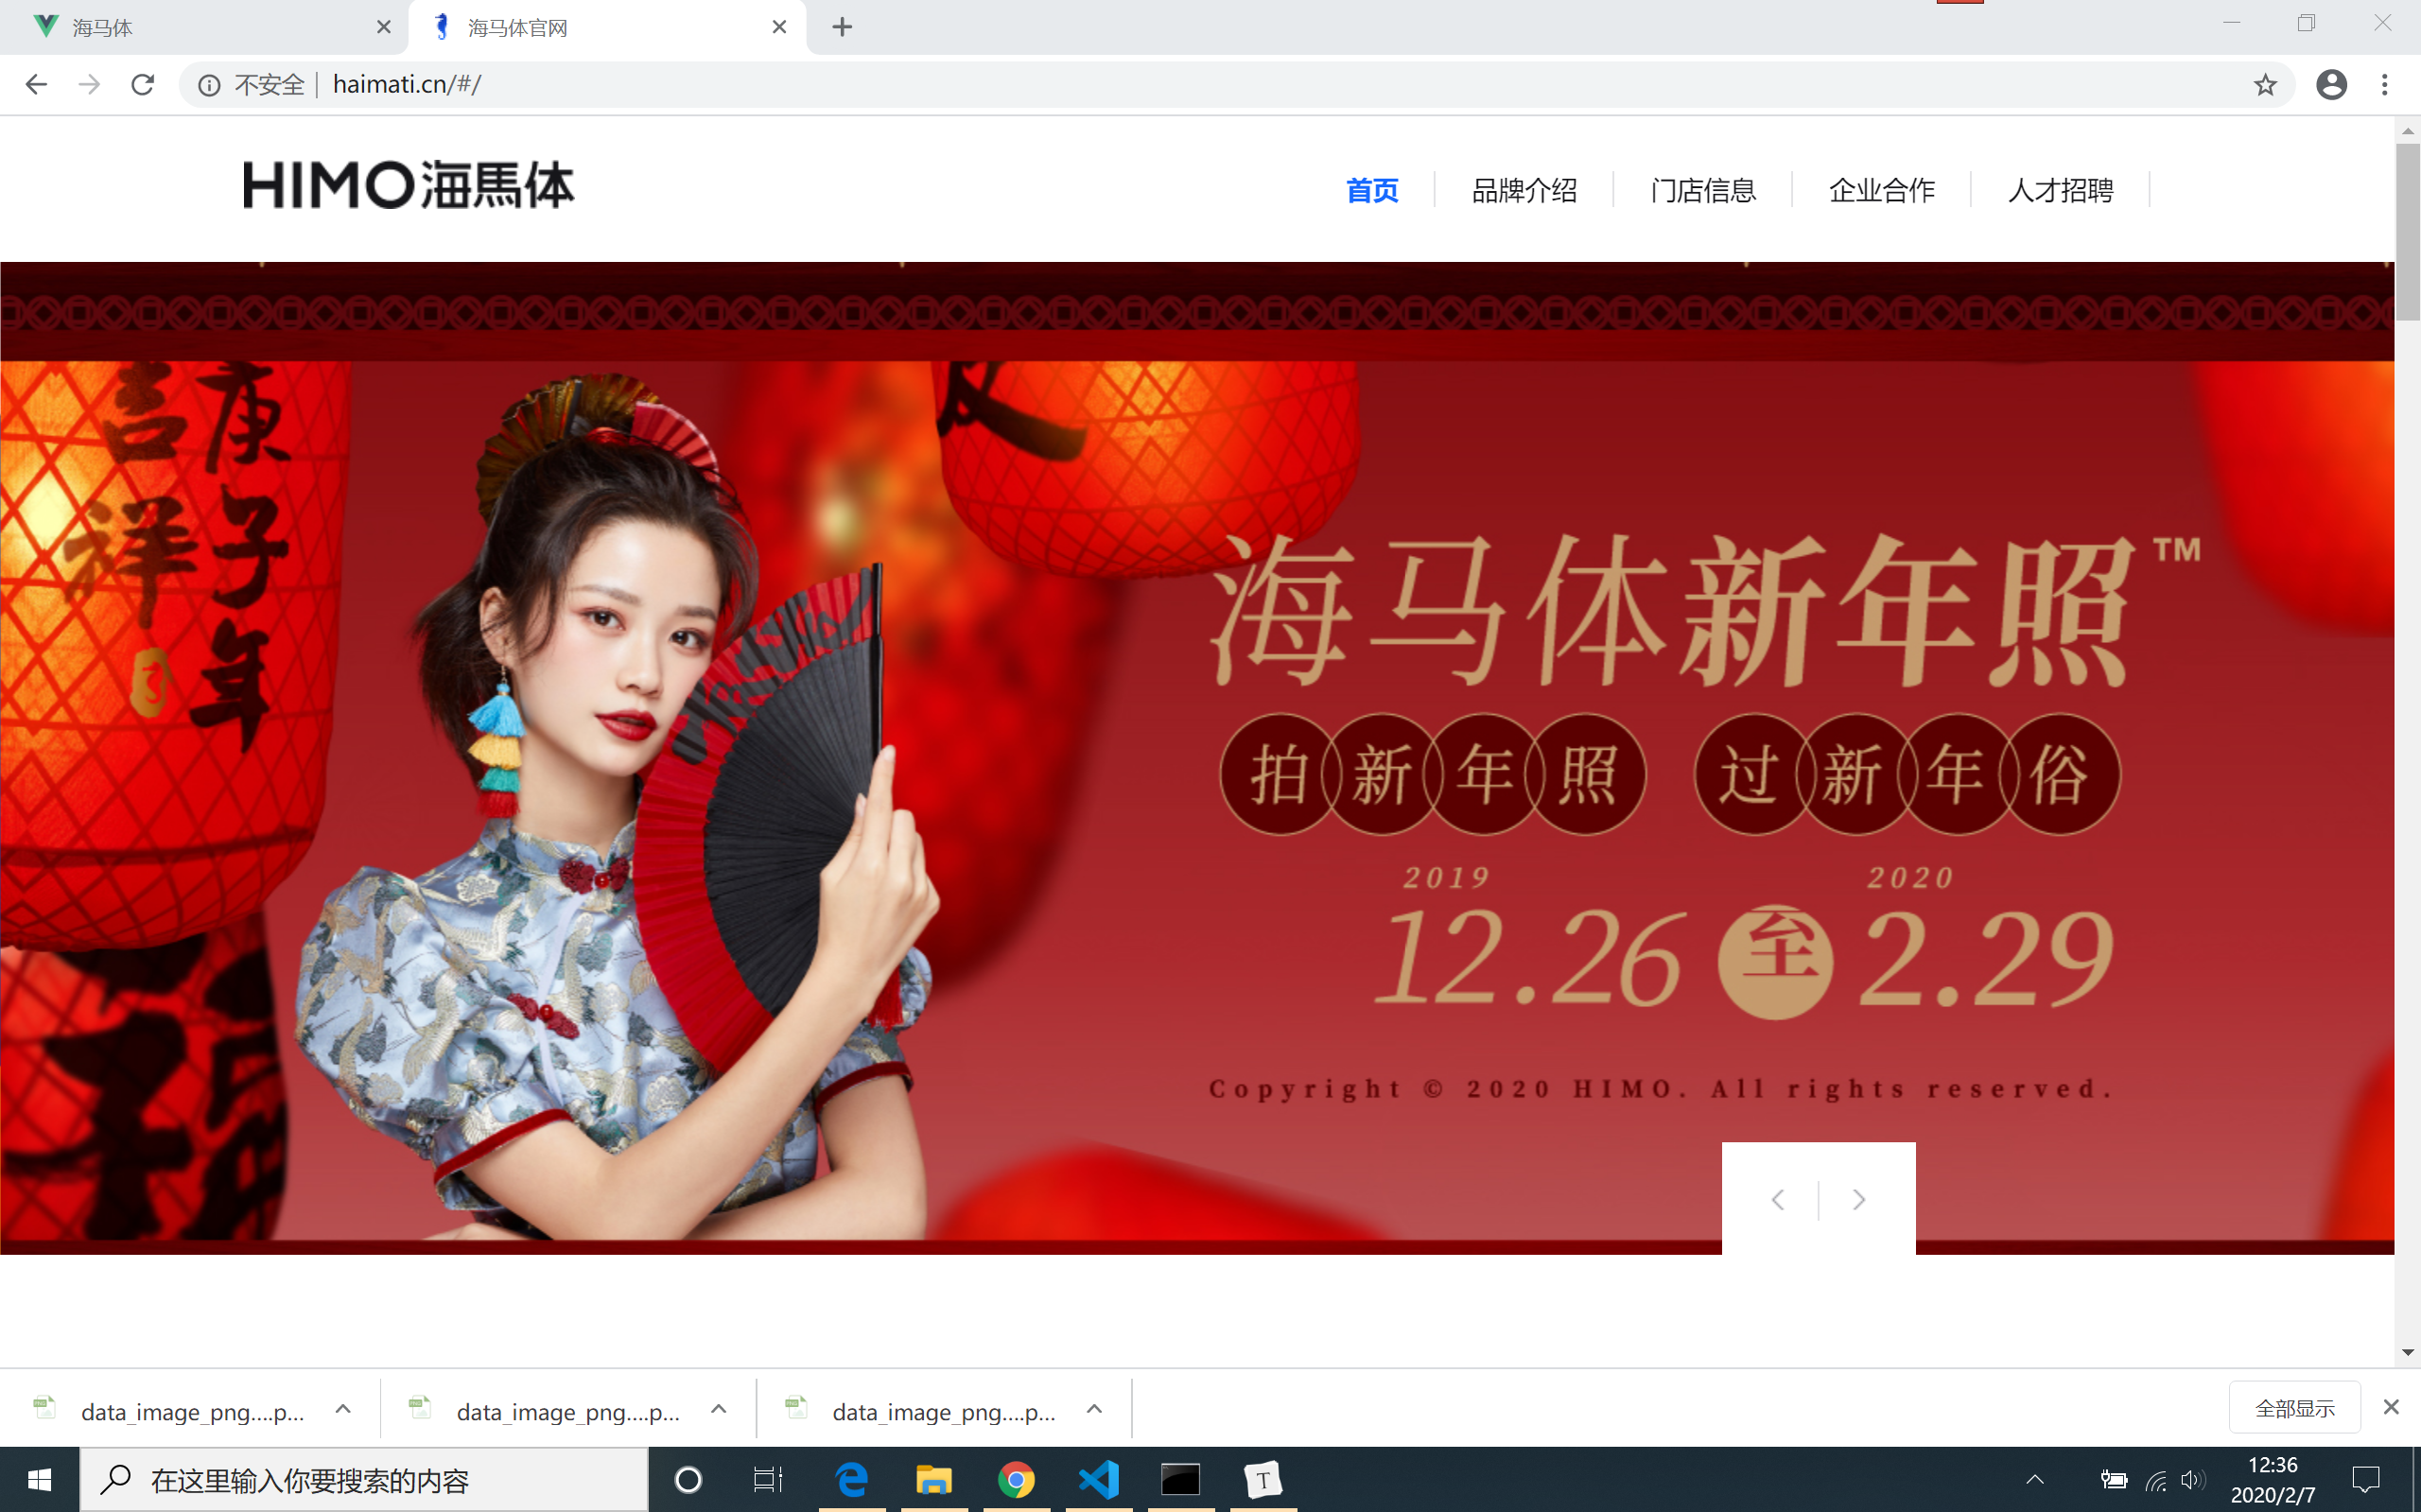 海马体
海马体官网
不安全
haimati.cn/#/
HIMO海馬体
首页
品牌介绍
门店信息
企业合作
人才招聘
庚子年
吉祥
海马体新年照™
拍新年照 过新年俗
2019 2020
12.26 至 2.29
Copyright © 2020 HIMO. All rights reserved.
data_image_png....p...
data_image_png....p...
data_image_png....p...
全部显示
在这里输入你要搜索的内容
T
12:36
2020/2/7